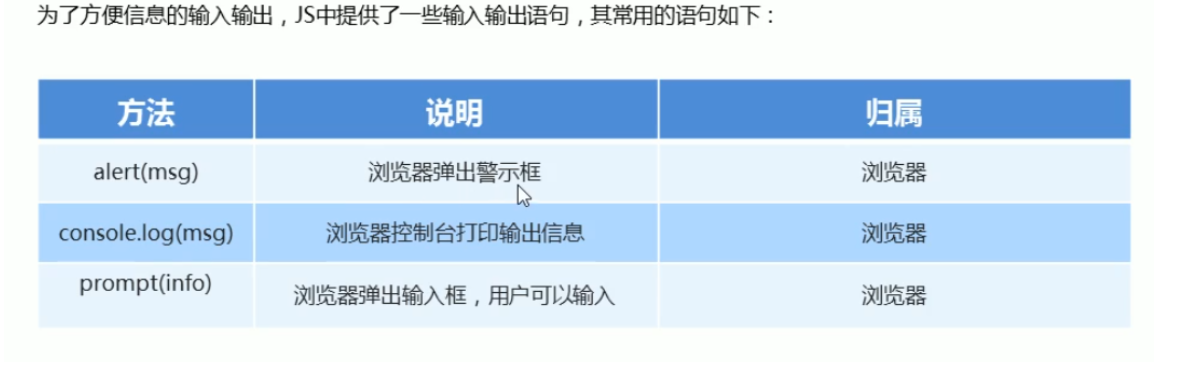 为了方便信息的输入输出，JS中提供了一些输入输出语句，其常用的语句如下：
方法 说明 归属
alert(msg) 浏览器弹出警示框 浏览器
console.log(msg) 浏览器控制台打印输出信息 浏览器
prompt(info) 浏览器弹出输入框，用户可以输入 浏览器